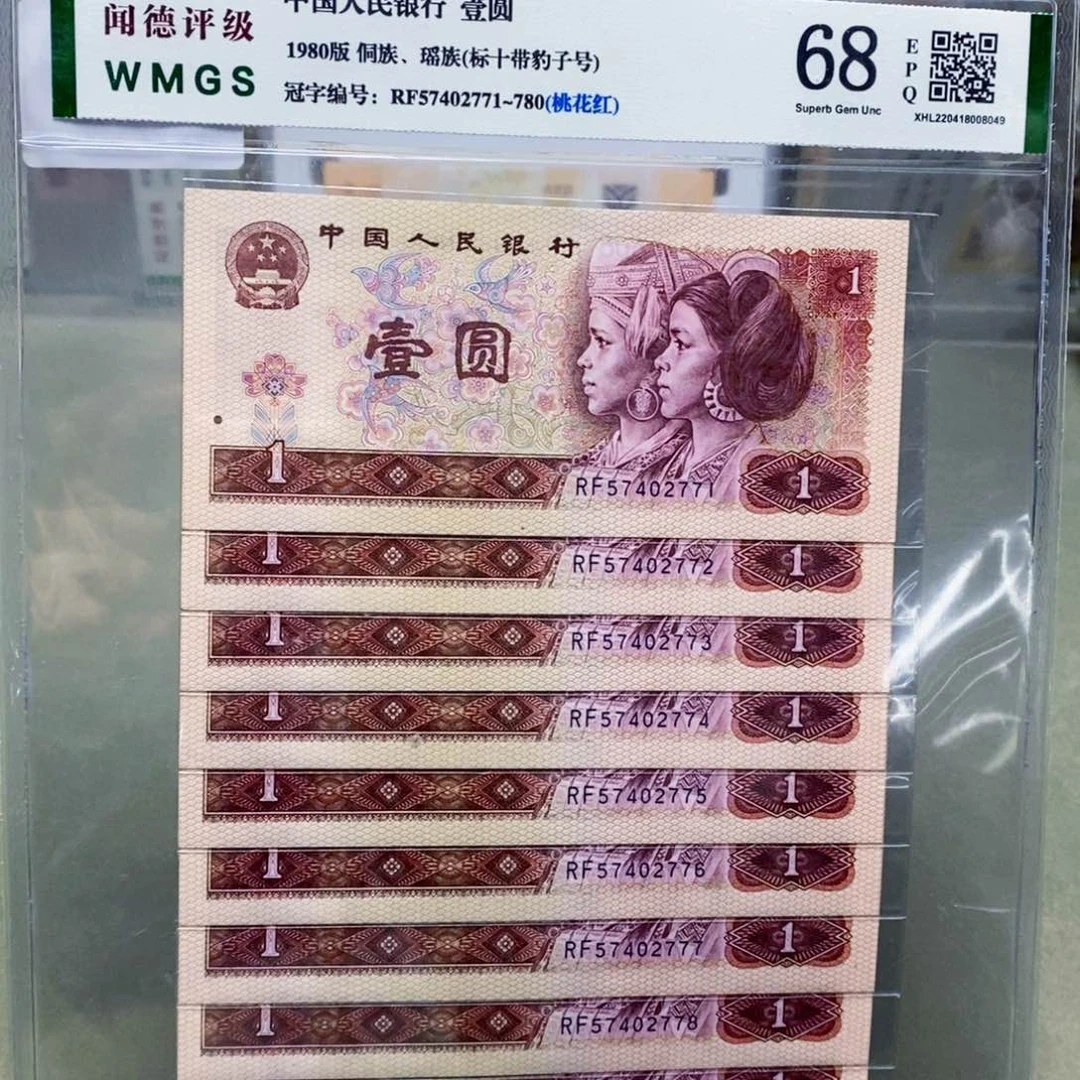 中国人民银行 壹圆
闻德评级
WMGS
1980版 侗族、瑶族(标十带豹子号)
冠字编号：RF57402771~780(桃花红)
68
Superb Gem Unc
EPQ
XHL220418008049
中国人民银行
1
壹圆
1
RF57402771
1
1
RF57402772
1
1
RF57402773
1
1
RF57402774
1
1
RF57402775
1
1
RF57402776
1
1
RF57402777
1
1
RF57402778
1